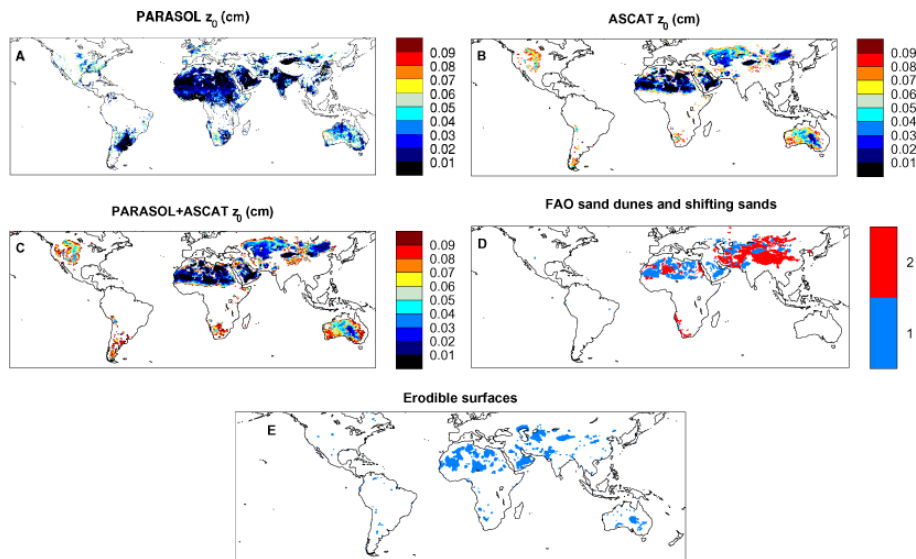 PARASOL z0 (cm)
A
0.09
0.08
0.07
0.06
0.05
0.04
0.03
0.02
0.01
ASCAT z0 (cm)
B
0.09
0.08
0.07
0.06
0.05
0.04
0.03
0.02
0.01
PARASOL+ASCAT z0 (cm)
C
0.09
0.08
0.07
0.06
0.05
0.04
0.03
0.02
0.01
FAO sand dunes and shifting sands
D
2
1
Erodible surfaces
E